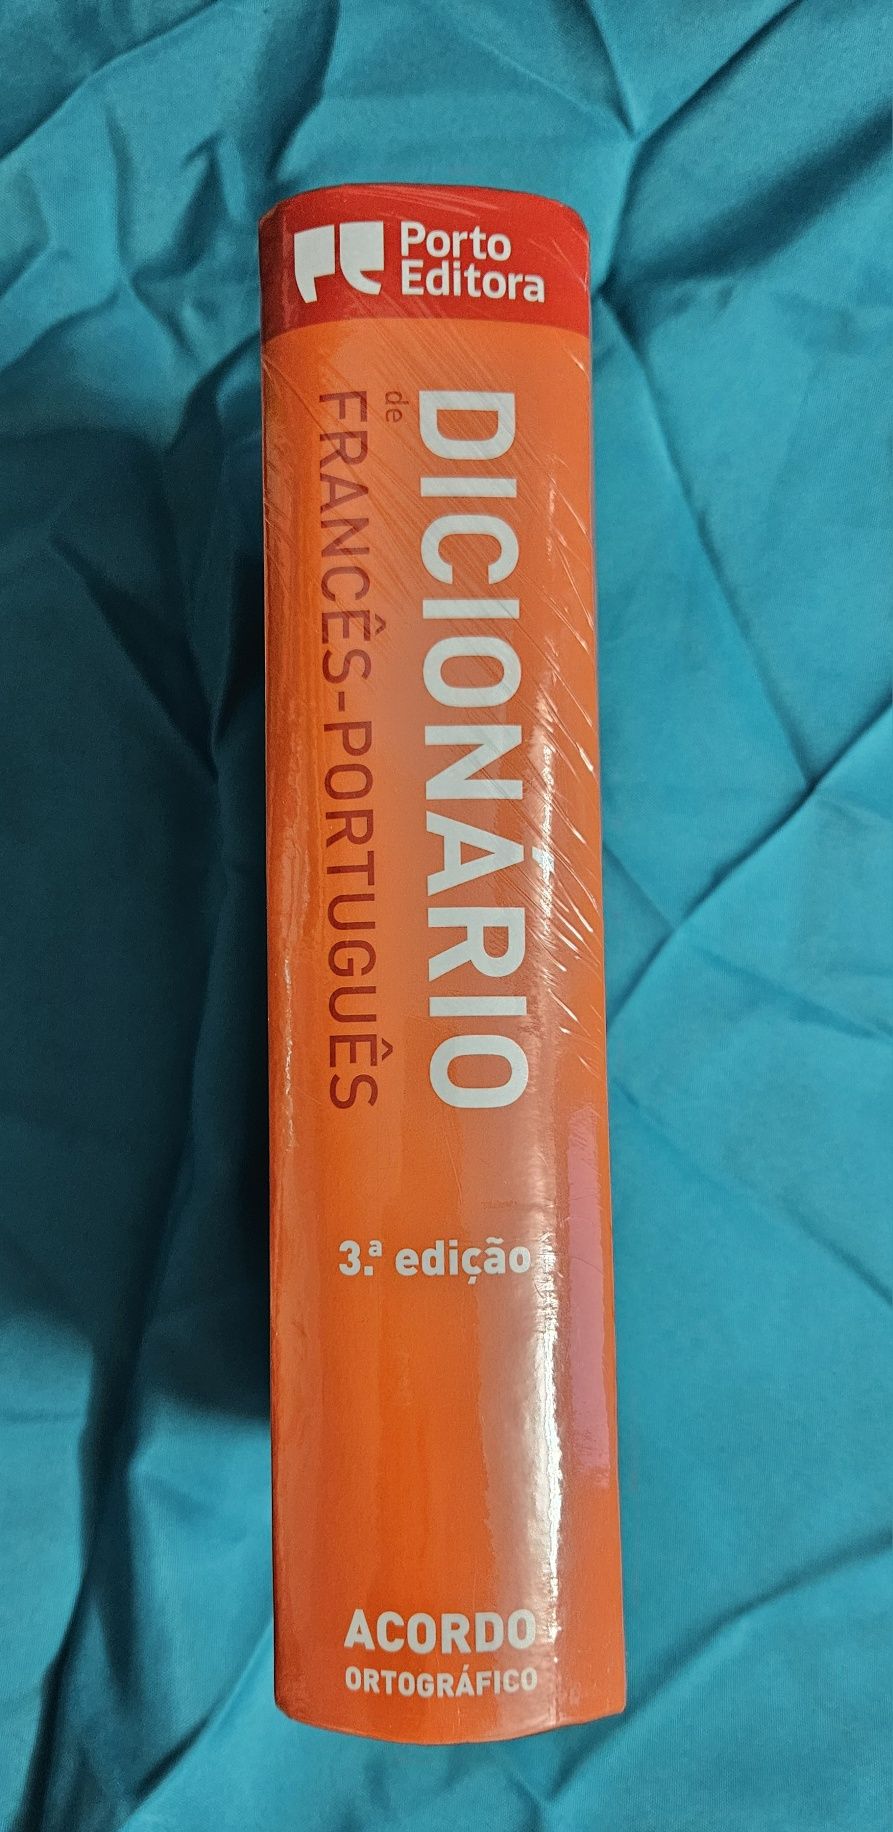 Porto
Editora
DICIONÁRIO
de
FRANCÊS-PORTUGUÊS
3.ª edição
ACORDO
ORTOGRÁFICO